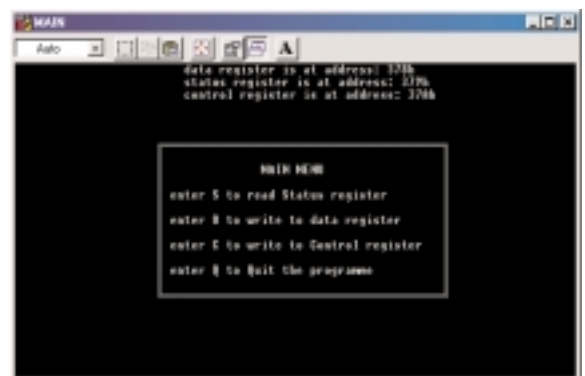 MAIN
Auto
A
data register is at address: 378h
status register is at address: 379h
control register is at address: 37Ah
MAIN MENU
enter S to read Status register
enter D to write to data register
enter C to write to Control register
enter Q to Quit the programme